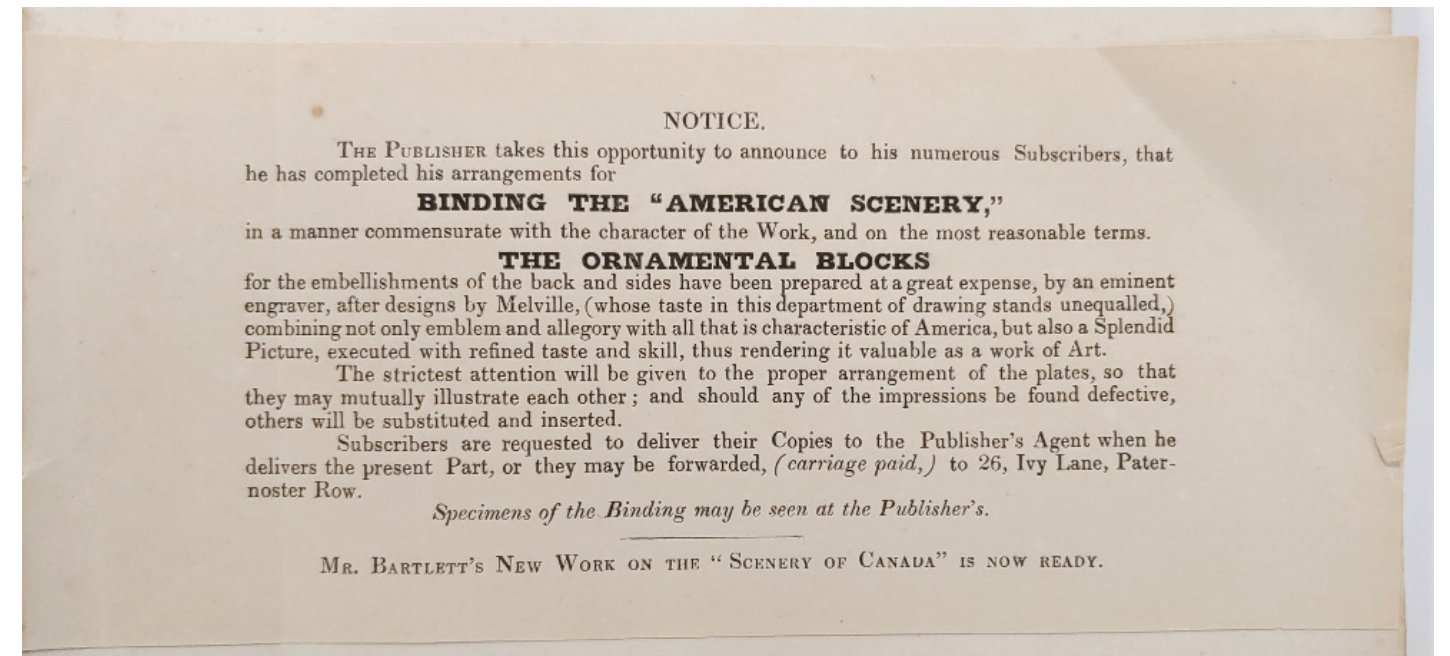 NOTICE.
THE PUBLISHER takes this opportunity to announce to his numerous Subscribers, that
he has completed his arrangements for
BINDING THE “AMERICAN SCENERY,”
in a manner commensurate with the character of the Work, and on the most reasonable terms.
THE ORNAMENTAL BLOCKS
for the embellishments of the back and sides have been prepared at a great expense, by an eminent
engraver, after designs by Melville, (whose taste in this department of drawing stands unequalled,)
combining not only emblem and allegory with all that is characteristic of America, but also a Splendid
Picture, executed with refined taste and skill, thus rendering it valuable as a work of Art.
The strictest attention will be given to the proper arrangement of the plates, so that
they may mutually illustrate each other; and should any of the impressions be found defective,
others will be substituted and inserted.
Subscribers are requested to deliver their Copies to the Publisher's Agent when he
delivers the present Part, or they may be forwarded, (carriage paid,) to 26, Ivy Lane, Pater-
noster Row.
Specimens of the Binding may be seen at the Publisher's.
MR. BARTLETT'S NEW WORK ON THE “SCENERY OF CANADA” IS NOW READY.